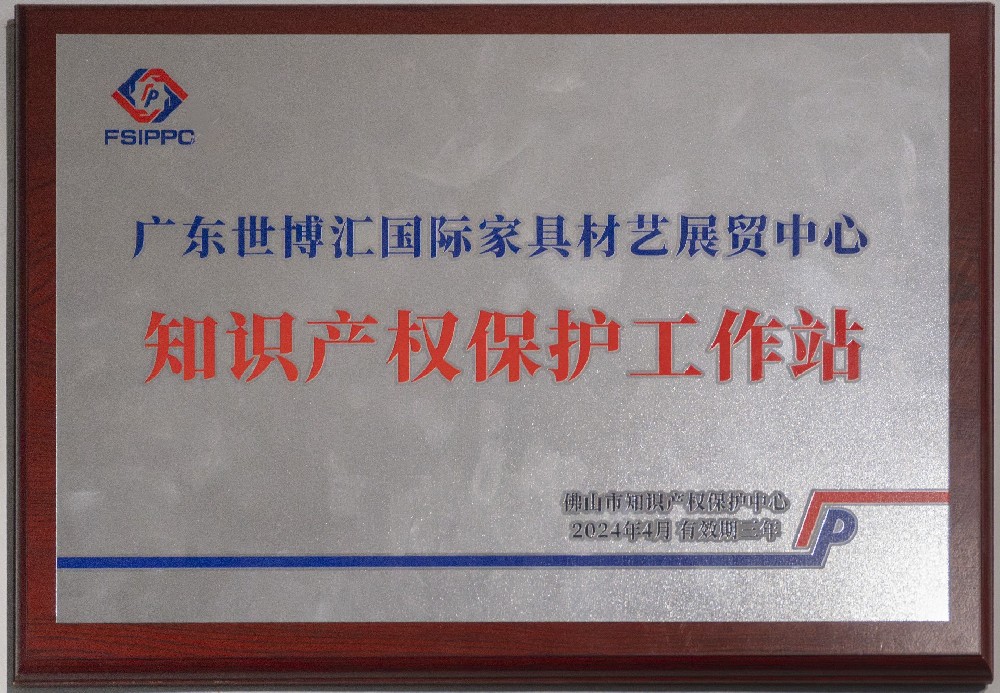 FSIPPC
广东世博汇国际家具材艺展贸中心
知识产权保护工作站
佛山市知识产权保护中心
2024年4月 有效期三年
IP